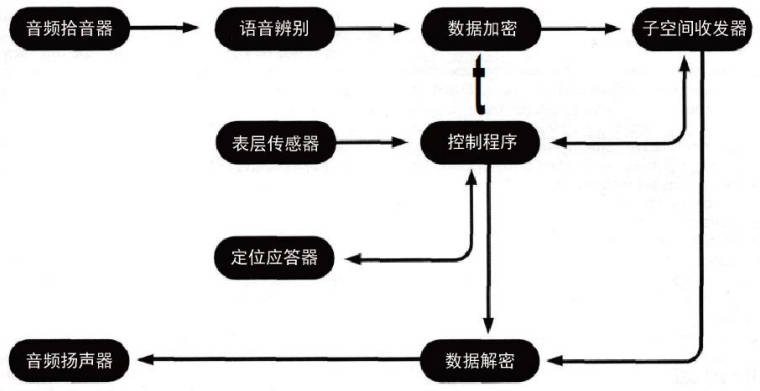 音频拾音器
语音辨别
数据加密
子空间收发器
表层传感器
控制程序
定位应答器
音频扬声器
数据解密